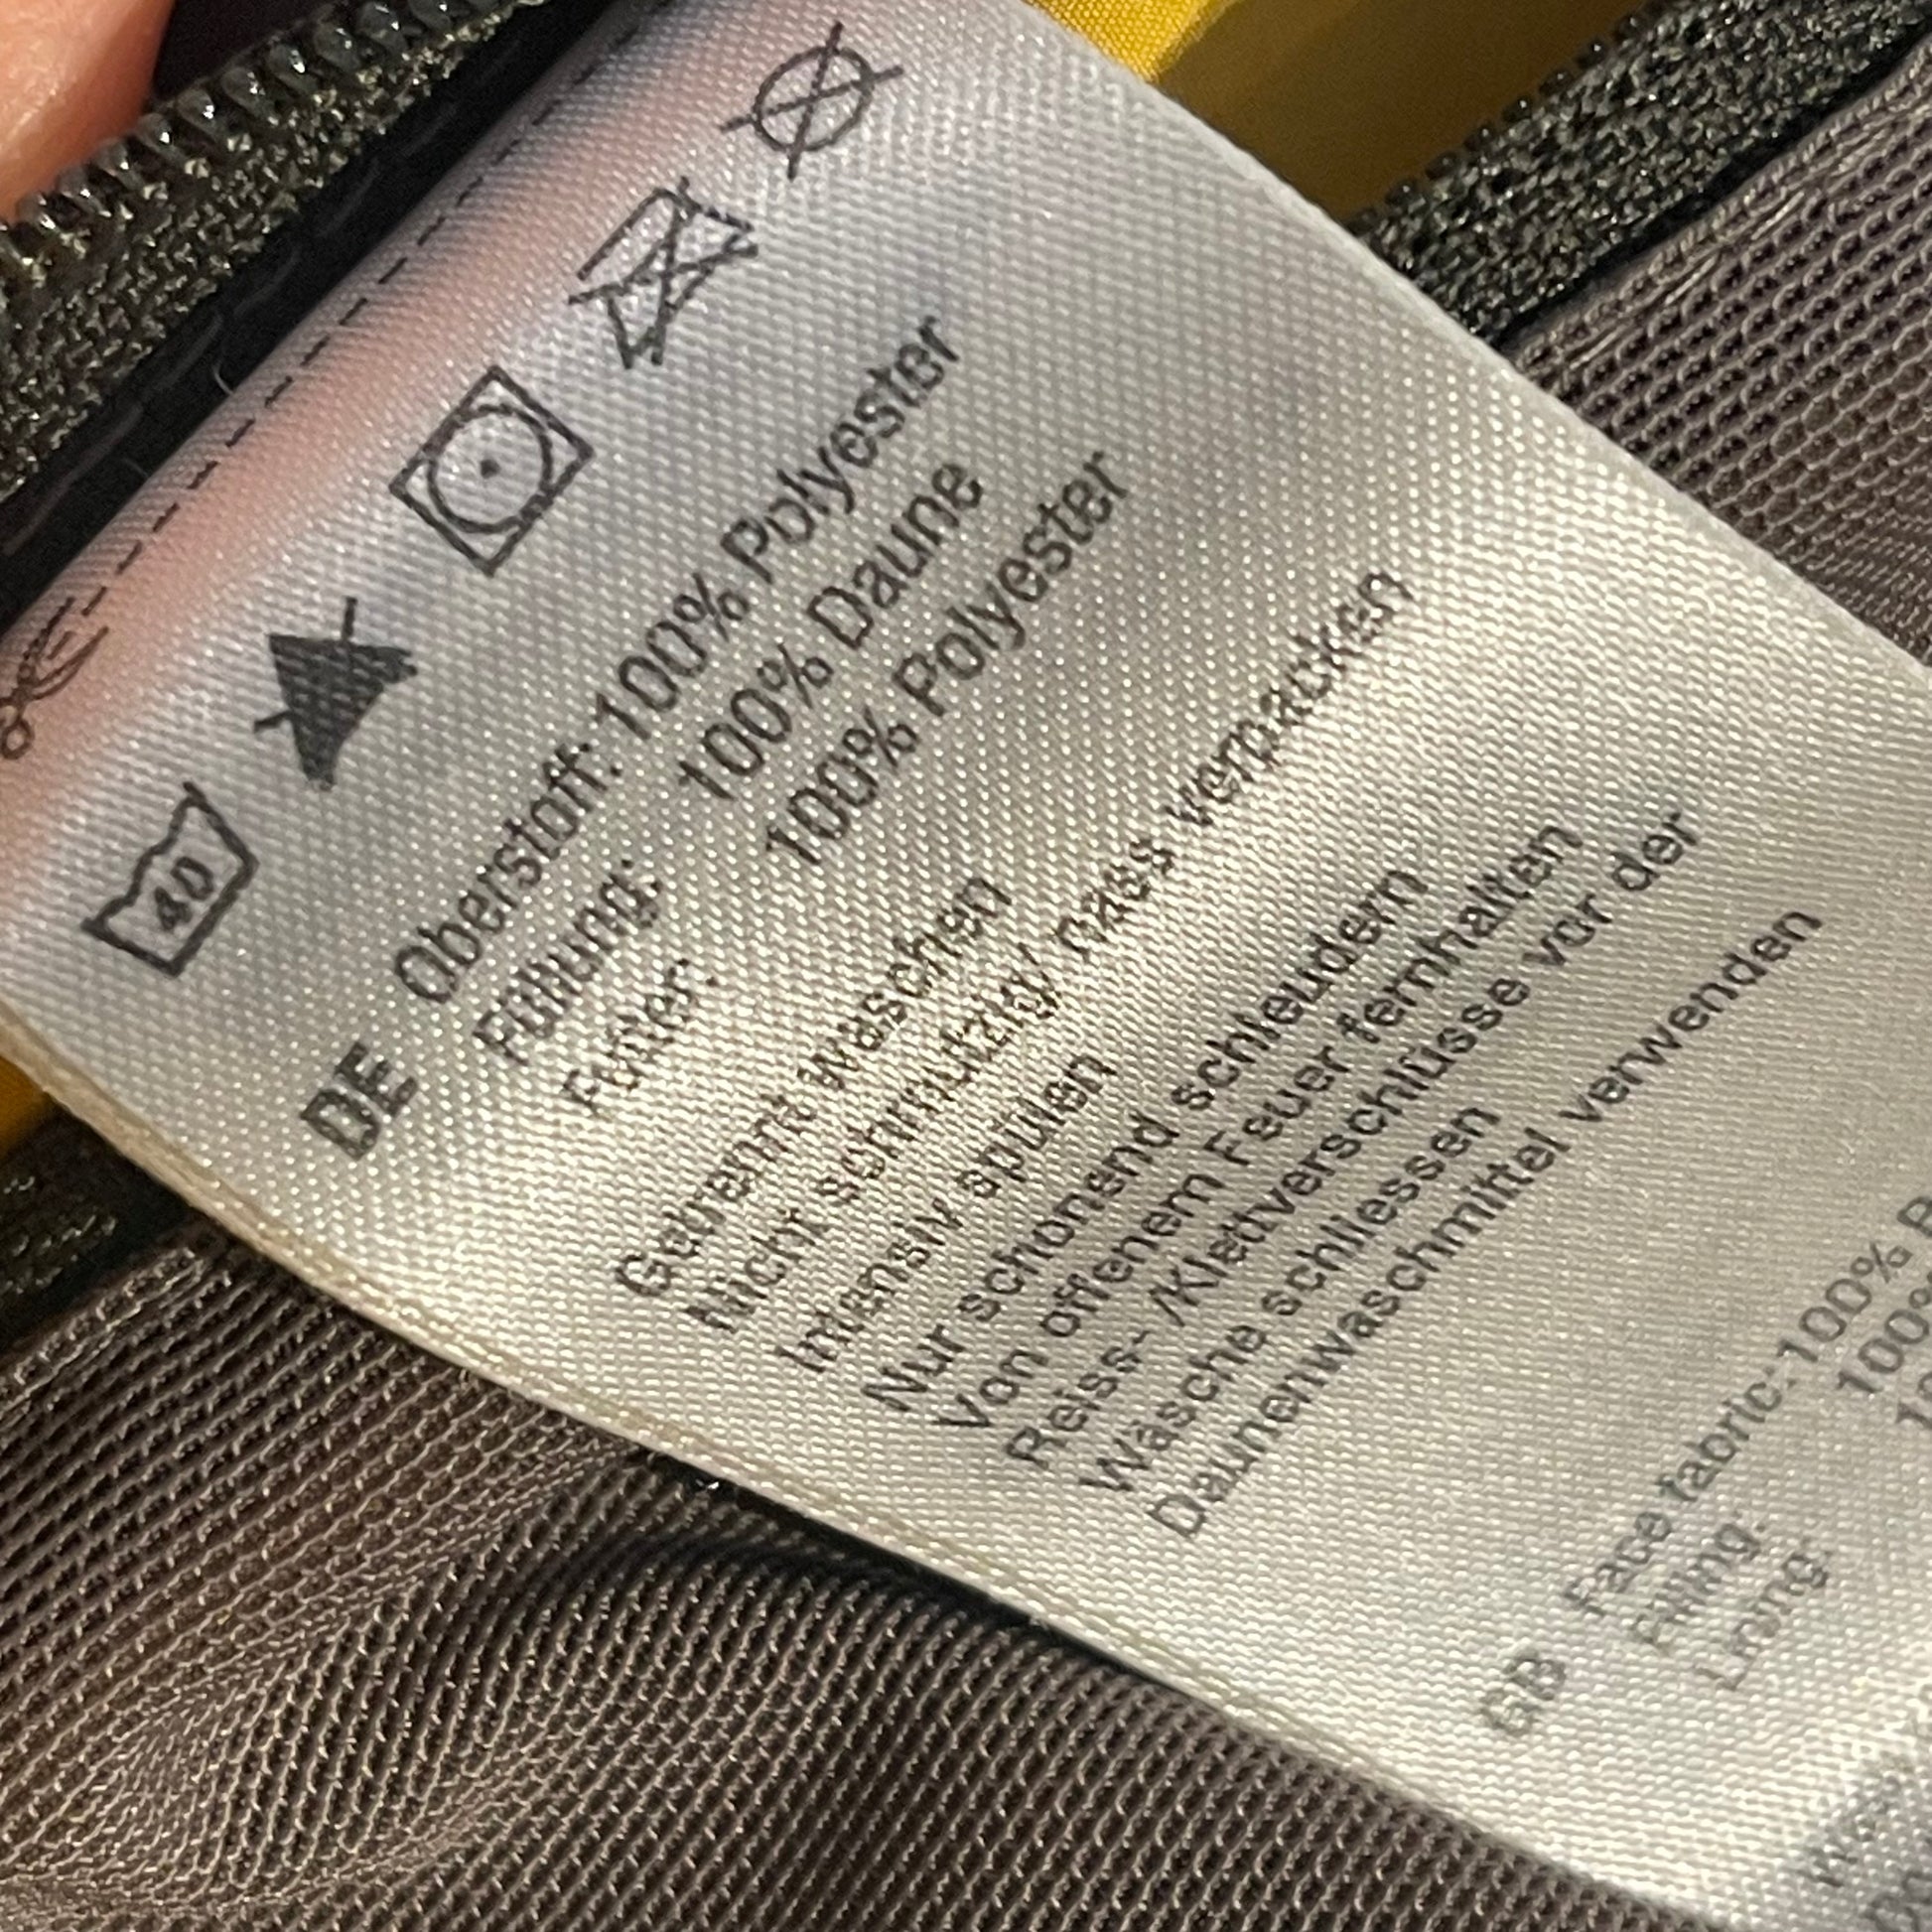 40
DE Oberstoff: 100% Polyester
Füllung: 100% Daune
Futter: 100% Polyester
Getrennt waschen
Nicht schmutzig/ nass verpacken
Intensiv spülen
Nur schonend schleudern
Von offenem Feuer fernhalten
Reiss- /Klettverschlüsse vor der
Wäsche schliessen
Daunenwaschmittel verwenden
GB Face fabric: 100%
Filling: 100%
Lining: